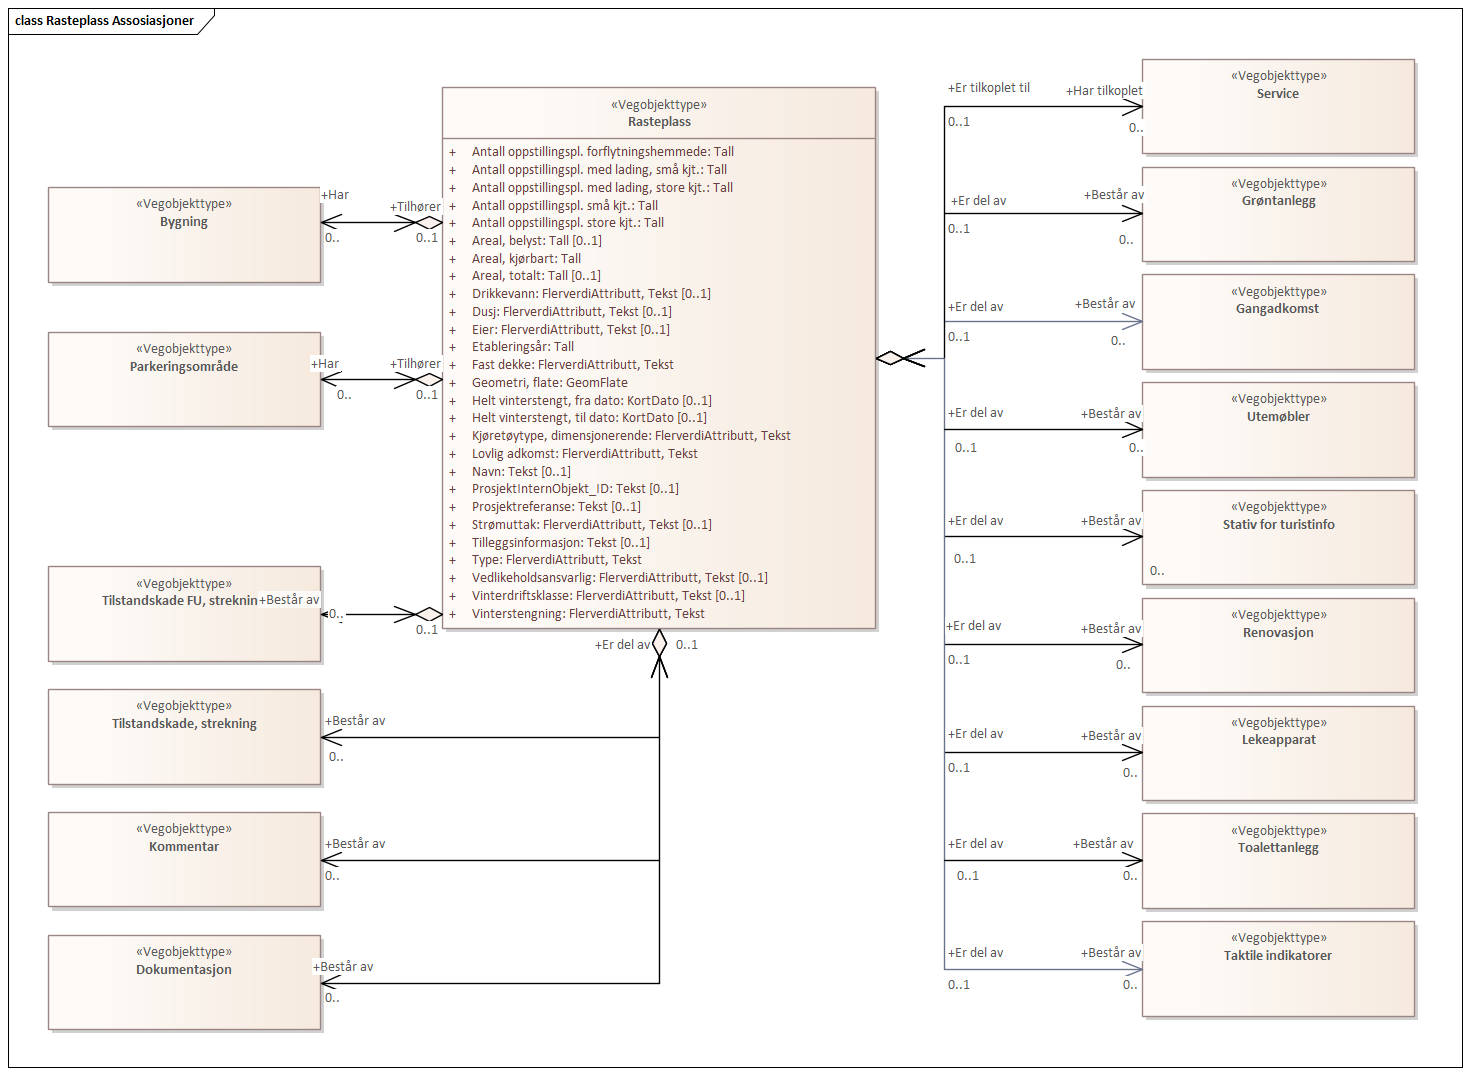 class Rasteplass Assosiasjoner
«Vegobjekttype»
Rasteplass
+ Antall oppstillingspl. forflytningshemmede: Tall
+ Antall oppstillingspl. med lading, små kjt.: Tall
+ Antall oppstillingspl. med lading, store kjt.: Tall
+ Antall oppstillingspl. små kjt.: Tall
+ Antall oppstillingspl. store kjt.: Tall
+ Areal, belyst: Tall [0..1]
+ Areal, kjørbart: Tall
+ Areal, totalt: Tall [0..1]
+ Drikkevann: FlerverdiAttributt, Tekst [0..1]
+ Dusj: FlerverdiAttributt, Tekst [0..1]
+ Eier: FlerverdiAttributt, Tekst [0..1]
+ Etableringsår: Tall
+ Fast dekke: FlerverdiAttributt, Tekst
+ Geometri, flate: GeomFlate
+ Helt vinterstengt, fra dato: KortDato [0..1]
+ Helt vinterstengt, til dato: KortDato [0..1]
+ Kjøretøytype, dimensjonerende: FlerverdiAttributt, Tekst
+ Lovlig adkomst: FlerverdiAttributt, Tekst
+ Navn: Tekst [0..1]
+ ProsjektInternObjekt_ID: Tekst [0..1]
+ Prosjektreferanse: Tekst [0..1]
+ Strømuttak: FlerverdiAttributt, Tekst [0..1]
+ Tilleggsinformasjon: Tekst [0..1]
+ Type: FlerverdiAttributt, Tekst
+ Vedlikeholdsansvarlig: FlerverdiAttributt, Tekst [0..1]
+ Vinterdriftsklasse: FlerverdiAttributt, Tekst [0..1]
+ Vinterstengning: FlerverdiAttributt, Tekst
«Vegobjekttype»
Bygning
+Har
0..
+Tilhører
0..1
«Vegobjekttype»
Parkeringsområde
+Har
0..
+Tilhører
0..1
«Vegobjekttype»
Tilstandskade FU, streknin
+Består av
0..
0..1
«Vegobjekttype»
Tilstandskade, strekning
+Består av
0..
+Er del av
0..1
«Vegobjekttype»
Kommentar
+Består av
0..
«Vegobjekttype»
Dokumentasjon
+Består av
0..
+Er tilkoplet til
0..1
+Har tilkoplet
0..
«Vegobjekttype»
Service
+Er del av
0..1
+Består av
0..
«Vegobjekttype»
Grøntanlegg
+Er del av
0..1
+Består av
0..
«Vegobjekttype»
Gangadkomst
+Er del av
0..1
+Består av
0..
«Vegobjekttype»
Utemøbler
+Er del av
0..1
+Består av
0..
«Vegobjekttype»
Stativ for turistinfo
+Er del av
0..1
+Består av
0..
«Vegobjekttype»
Renovasjon
+Er del av
0..1
+Består av
0..
«Vegobjekttype»
Lekeapparat
+Er del av
0..1
+Består av
0..
«Vegobjekttype»
Toalettanlegg
+Er del av
0..1
+Består av
0..
«Vegobjekttype»
Taktile indikatorer